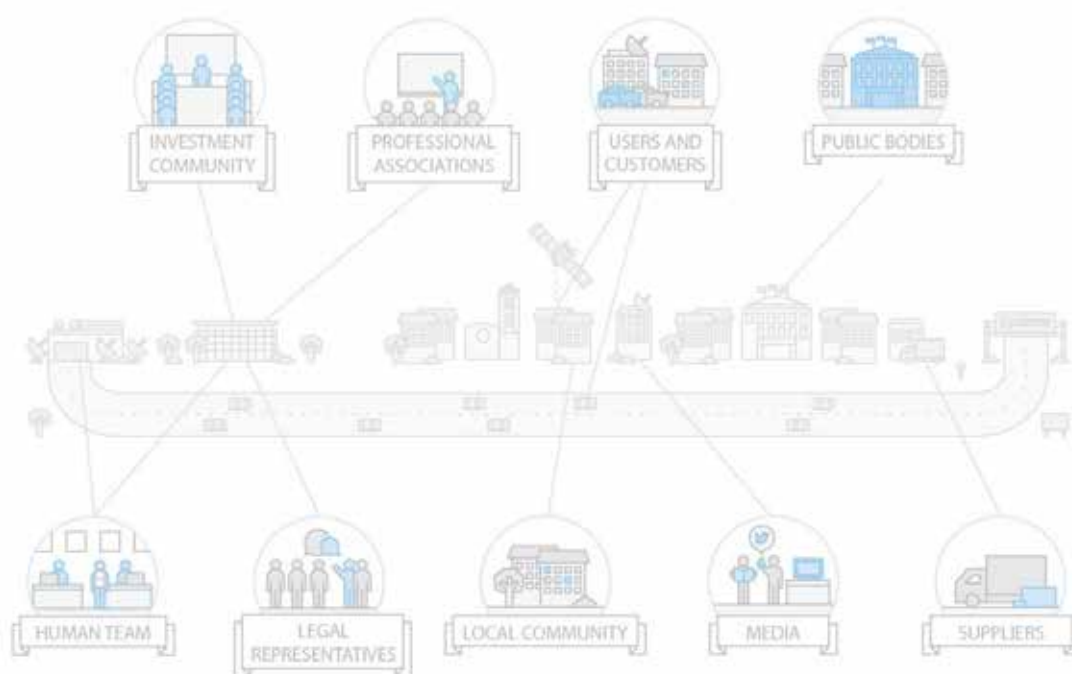 INVESTMENT
COMMUNITY
PROFESSIONAL
ASSOCIATIONS
USERS AND
CUSTOMERS
PUBLIC BODIES
HUMAN TEAM
LEGAL
REPRESENTATIVES
LOCAL COMMUNITY
MEDIA
SUPPLIERS